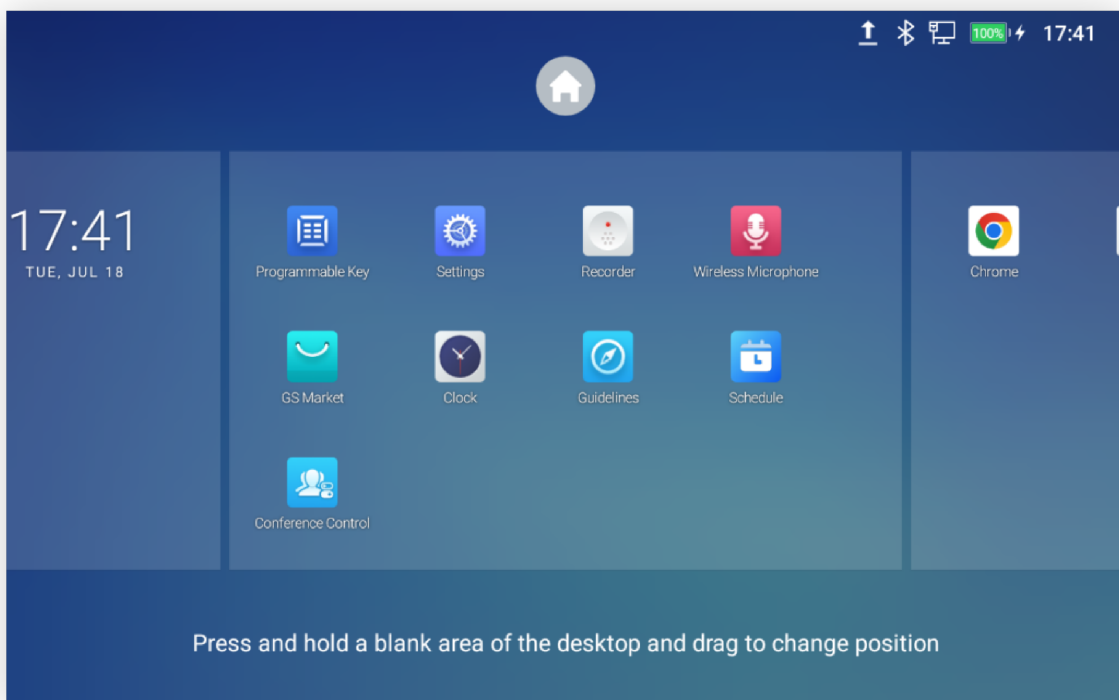 100% 17:41
17:41
TUE, JUL 18
Programmable Key Settings Recorder Wireless Microphone Chrome
GS Market Clock Guidelines Schedule
Conference Control
Press and hold a blank area of the desktop and drag to change position